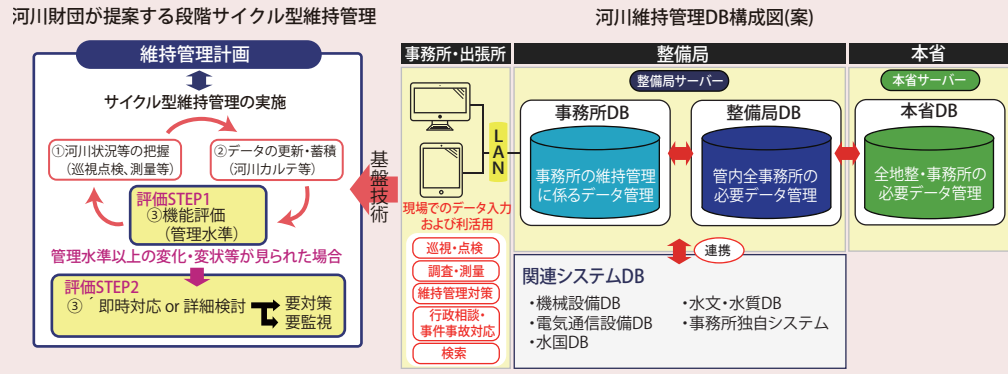 河川財団が提案する段階サイクル型維持管理
維持管理計画
サイクル型維持管理の実施
①河川状況等の把握
(巡視点検、測量等)
②データの更新・蓄積
(河川カルテ等)
評価STEP1
③機能評価
(管理水準)
管理水準以上の変化・変状等が見られた場合
評価STEP2
③´即時対応 or 詳細検討
要対策
要監視
基盤技術
河川維持管理DB構成図(案)
事務所・出張所
整備局
本省
整備局サーバー
本省サーバー
LAN
事務所DB
事務所の維持管理
に係るデータ管理
整備局DB
管内全事務所の
必要データ管理
本省DB
全地整・事務所の
必要データ管理
現場でのデータ入力
および利活用
巡視・点検
調査・測量
維持管理対策
行政相談・
事件事故対応
検索
連携
関連システムDB
・機械設備DB
・電気通信設備DB
・水国DB
・水文・水質DB
・事務所独自システム